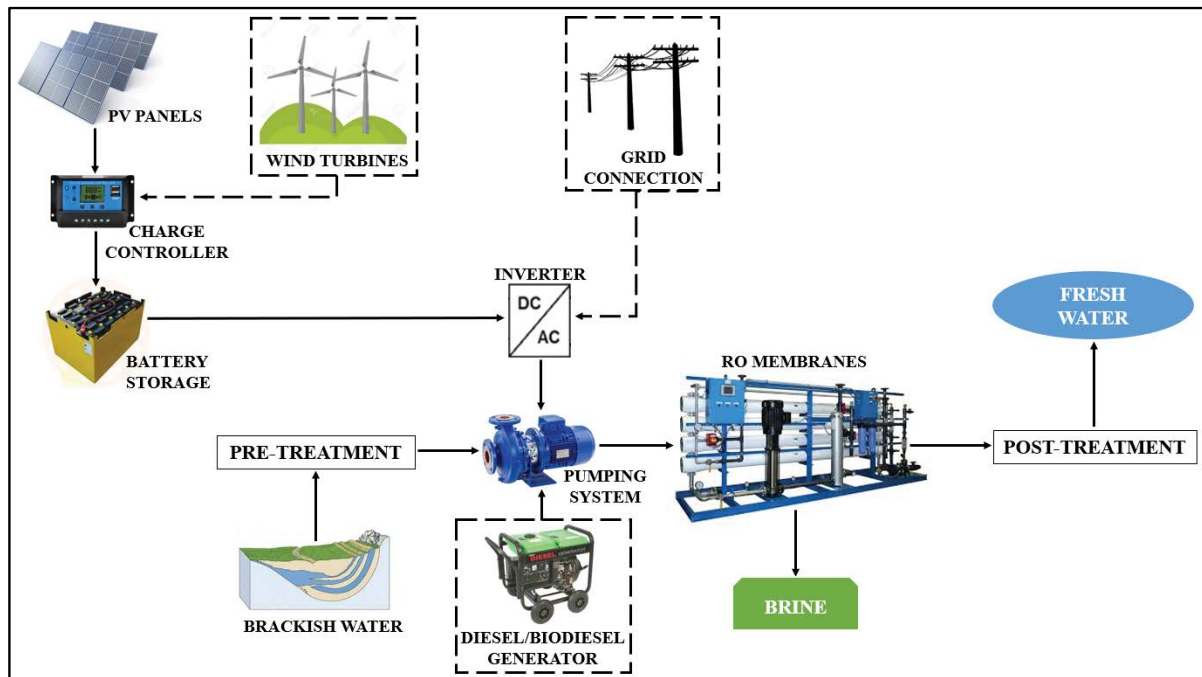 PV PANELS
WIND TURBINES
GRID
CONNECTION
CHARGE
CONTROLLER
INVERTER
DC
AC
BATTERY
STORAGE
FRESH
WATER
RO MEMBRANES
PRE-TREATMENT
POST-TREATMENT
PUMPING
SYSTEM
DIESEL
BRINE
BRACKISH WATER
DIESEL/BIODIESEL
GENERATOR